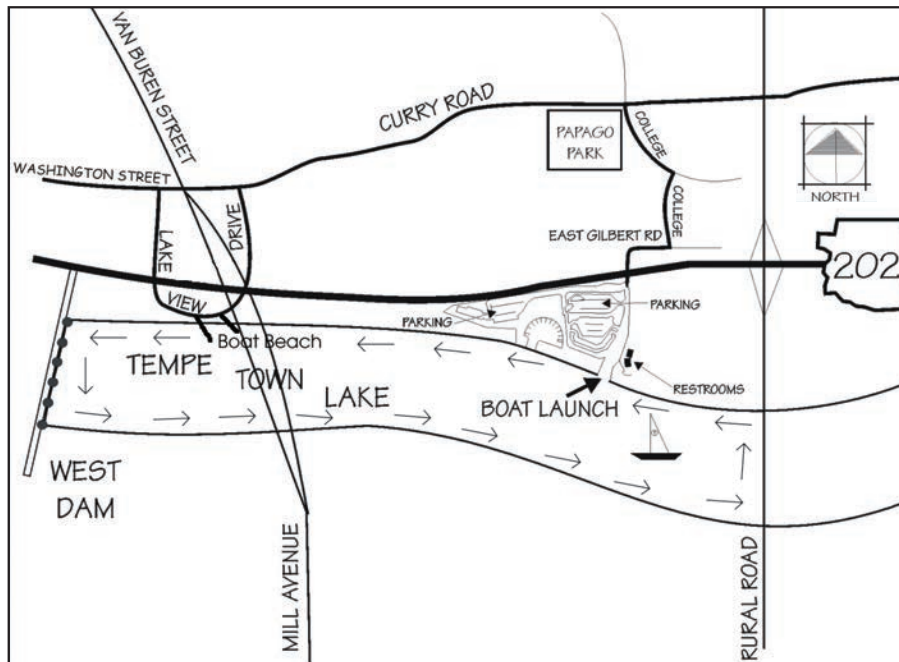 VAN BUREN STREET
CURRY ROAD
PAPAGO
PARK
COLLEGE
COLLEGE
NORTH
WASHINGTON STREET
LAKE
VIEW
DRIVE
EAST GILBERT RD
202
PARKING
PARKING
Boat Beach
TEMPE
TOWN
LAKE
RESTROOMS
BOAT LAUNCH
WEST
DAM
MILL AVENUE
RURAL ROAD